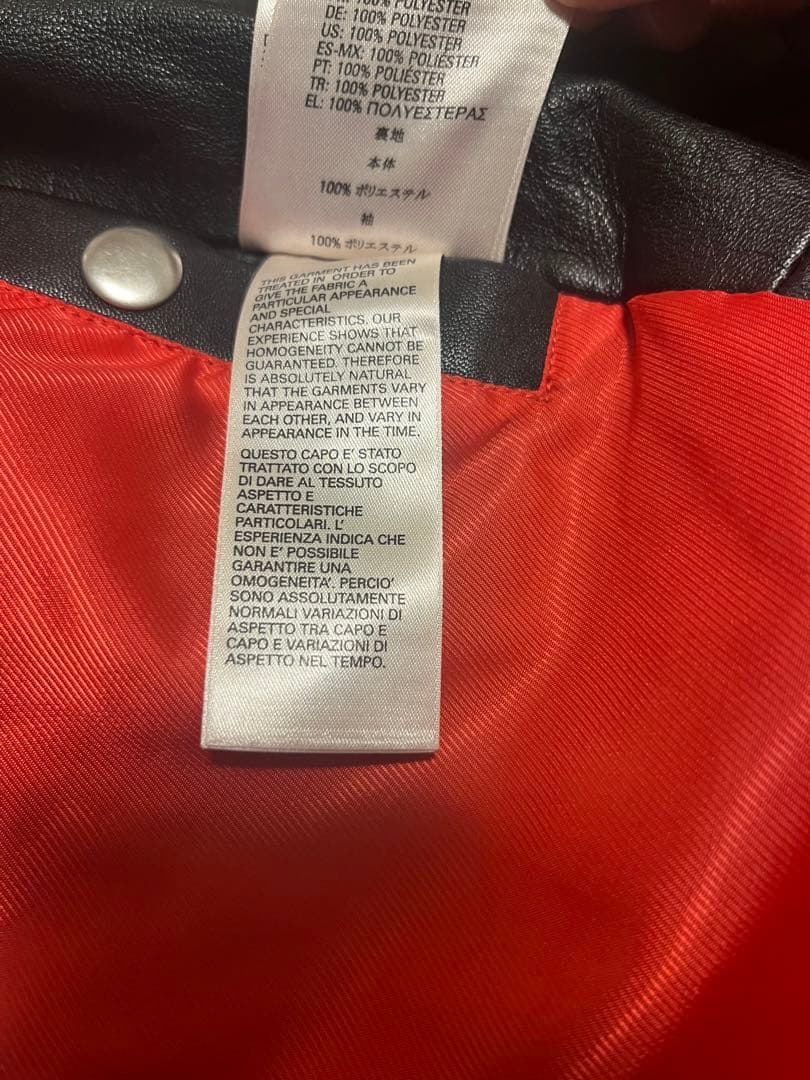 100% POLYESTER
DE: 100% POLYESTER
US: 100% POLYESTER
ES-MX: 100% POLIÉSTER
PT: 100% POLIÉSTER
TR: 100% POLYESTER
EL: 100% ΠΟΛΥΕΣΤΕΡΑΣ
裏地
本体
100% ポリエステル
袖
100% ポリエステル
THIS GARMENT HAS BEEN
TREATED IN ORDER TO
GIVE THE FABRIC A
PARTICULAR APPEARANCE
AND SPECIAL
CHARACTERISTICS. OUR
EXPERIENCE SHOWS THAT
HOMOGENEITY CANNOT BE
GUARANTEED. THEREFORE
IS ABSOLUTELY NATURAL
THAT THE GARMENTS VARY
IN APPEARANCE BETWEEN
EACH OTHER, AND VARY IN
APPEARANCE IN THE TIME.
QUESTO CAPO E' STATO
TRATTATO CON LO SCOPO
DI DARE AL TESSUTO
ASPETTO E
CARATTERISTICHE
PARTICOLARI. L'
ESPERIENZA INDICA CHE
NON E' POSSIBILE
GARANTIRE UNA
OMOGENEITA'. PERCIO'
SONO ASSOLUTAMENTE
NORMALI VARIAZIONI DI
ASPETTO TRA CAPO E
CAPO E VARIAZIONI DI
ASPETTO NEL TEMPO.